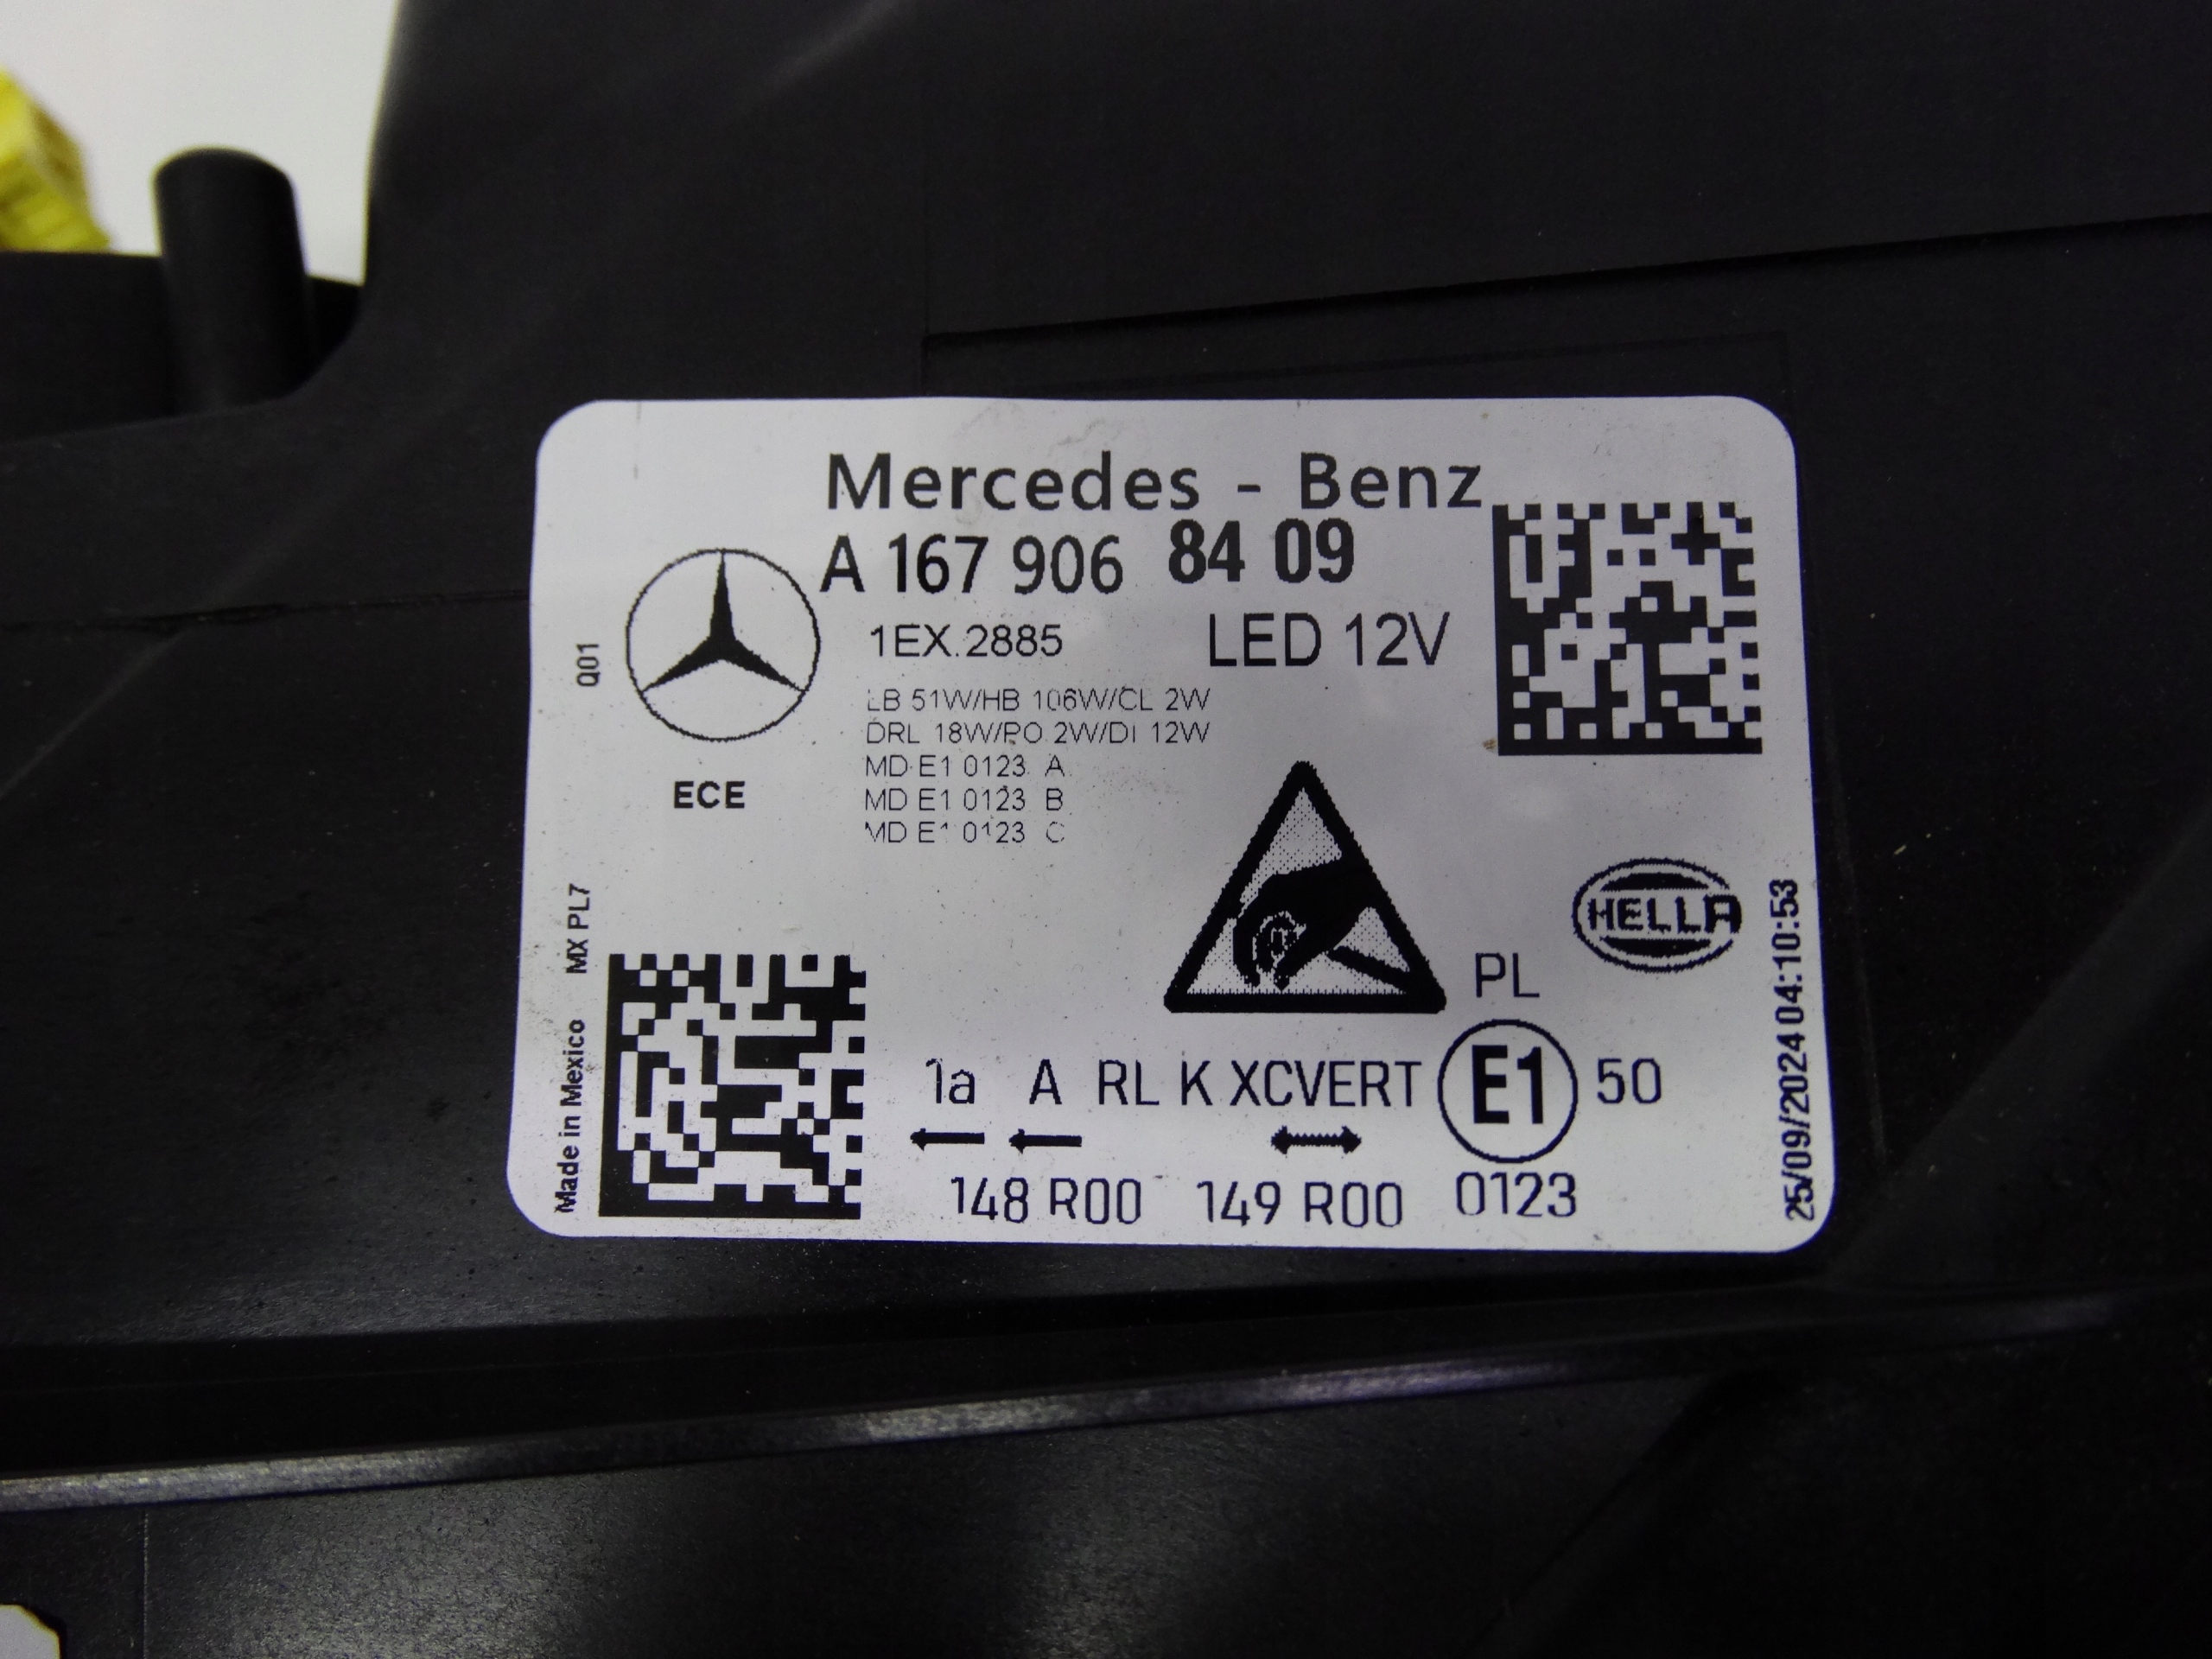 Mercedes - Benz
A 167 906 84 09
1EX.2885 LED 12V
LB 51W/HB 106W/CL 2W
DRL 18W/PO 2W/DI 12W
MD E1 0123 A
MD E1 0123 B
MD E1 0123 C
ECE
Q01
MX PL7
Made in Mexico
HELLA
PL
1a A RL K XCVERT E1 50
148 R00 149 R00 0123
25/09/2024 04:10:53